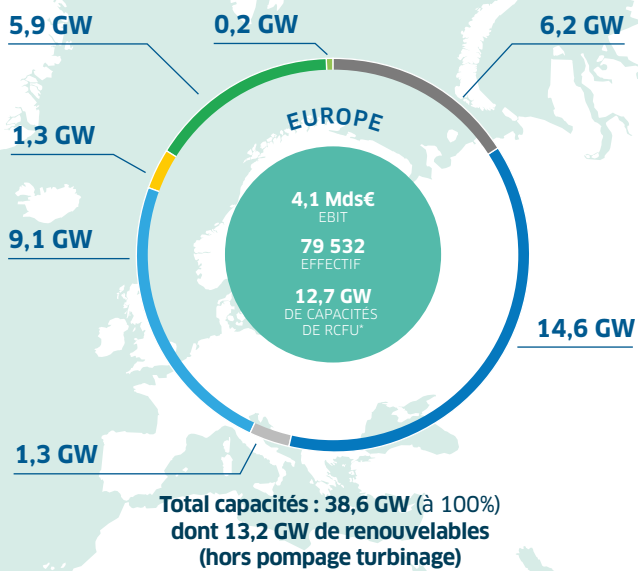 5,9 GW
0,2 GW
6,2 GW
1,3 GW
EUROPE
4,1 Mds€
EBIT
79 532
EFFECTIF
12,7 GW
DE CAPACITÉS
DE RCFU*
9,1 GW
14,6 GW
1,3 GW
Total capacités : 38,6 GW (à 100%)
dont 13,2 GW de renouvelables
(hors pompage turbinage)